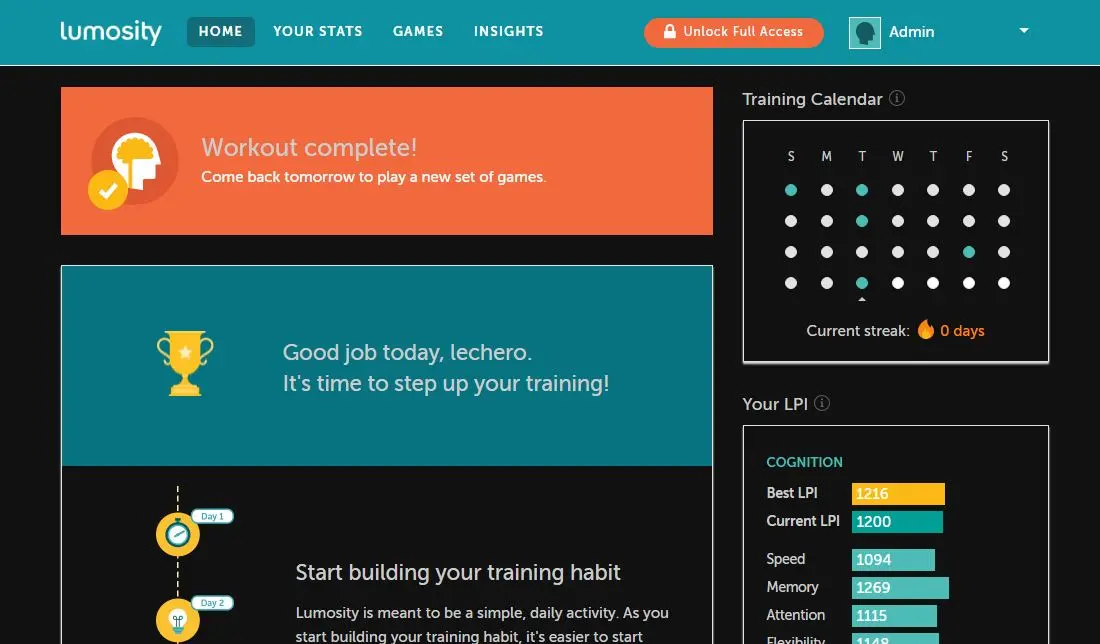 lumosity HOME YOUR STATS GAMES INSIGHTS Unlock Full Access Admin
Workout complete!
Come back tomorrow to play a new set of games.
Good job today, lechero.
It's time to step up your training!
Day 1
Day 2
Start building your training habit
Lumosity is meant to be a simple, daily activity. As you
start building your training habit, it's easier to start
Training Calendar
S M T W T F S
Current streak: 0 days
Your LPI
COGNITION
Best LPI 1216
Current LPI 1200
Speed 1094
Memory 1269
Attention 1115
Flexibility 1148